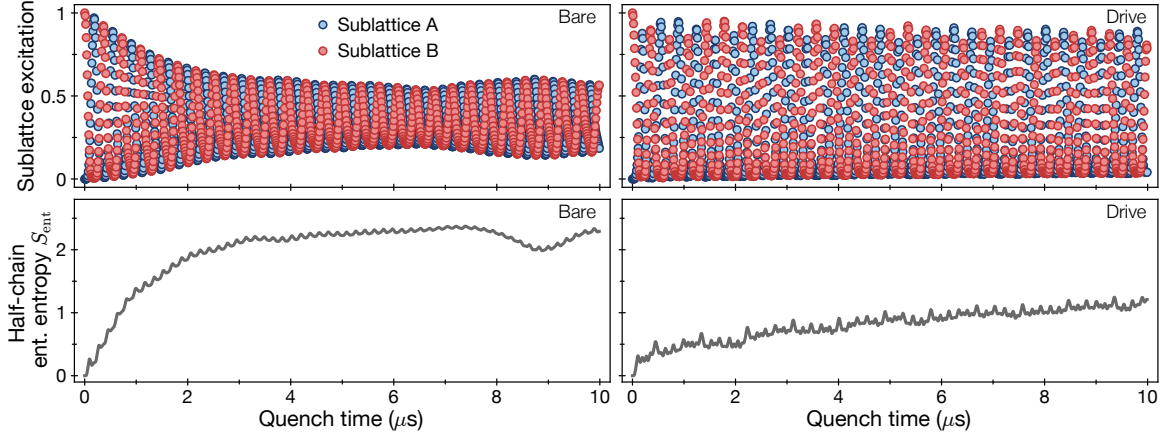 Sublattce excitation
1
0.5
0
Sublattice A
Sublattice B
Bare
Drive
Half-chain
ent. entropy S_ent
2
1
0
Bare
Drive
0 2 4 6 8 10
0 2 4 6 8 10
Quench time (μs)
Quench time (μs)